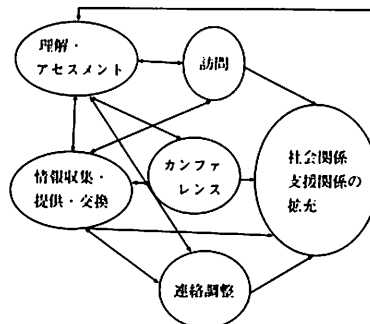 理解・
アセスメント
訪問
情報収集・
提供・交換
カンファ
レンス
社会関係
支援関係の
拡充
連絡調整